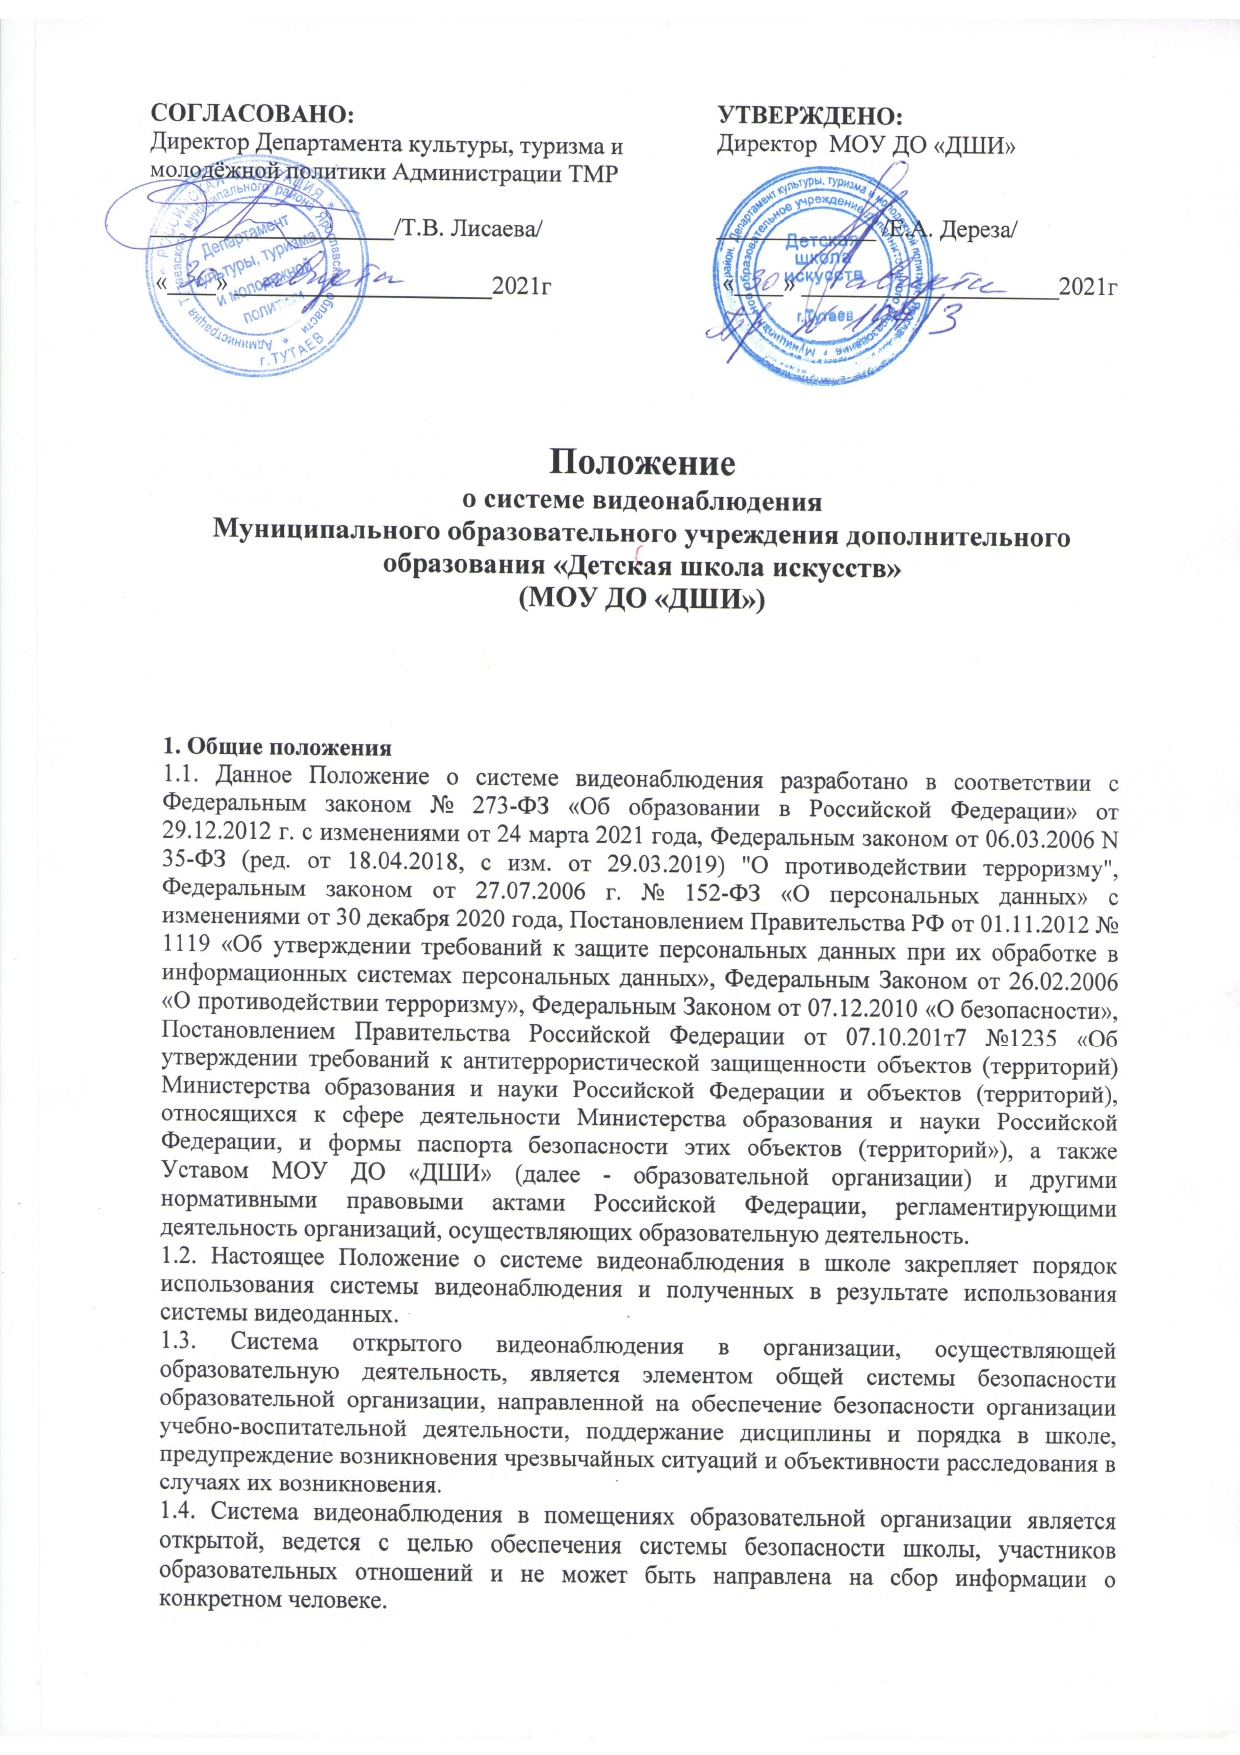 СОГЛАСОВАНО:
Директор Департамента культуры, туризма и
молодёжной политики Администрации ТМР
/Т.В. Лисаева/
«30» августа 2021г
Департамент
культуры, туризма
и молодежной
политики
г.ТУТАЕВ
УТВЕРЖДЕНО:
Директор МОУ ДО «ДШИ»
/Е.А. Дереза/
«30» августа 2021г
Детская
школа
искусств
г.Тутаев
Положение
о системе видеонаблюдения
Муниципального образовательного учреждения дополнительного
образования «Детская школа искусств»
(МОУ ДО «ДШИ»)
1. Общие положения
1.1. Данное Положение о системе видеонаблюдения разработано в соответствии с
Федеральным законом № 273-ФЗ «Об образовании в Российской Федерации» от
29.12.2012 г. с изменениями от 24 марта 2021 года, Федеральным законом от 06.03.2006 N
35-ФЗ (ред. от 18.04.2018, с изм. от 29.03.2019) "О противодействии терроризму",
Федеральным законом от 27.07.2006 г. № 152-ФЗ «О персональных данных» с
изменениями от 30 декабря 2020 года, Постановлением Правительства РФ от 01.11.2012 №
1119 «Об утверждении требований к защите персональных данных при их обработке в
информационных системах персональных данных», Федеральным Законом от 26.02.2006
«О противодействии терроризму», Федеральным Законом от 07.12.2010 «О безопасности»,
Постановлением Правительства Российской Федерации от 07.10.201т7 №1235 «Об
утверждении требований к антитеррористической защищенности объектов (территорий)
Министерства образования и науки Российской Федерации и объектов (территорий),
относящихся к сфере деятельности Министерства образования и науки Российской
Федерации, и формы паспорта безопасности этих объектов (территорий»), а также
Уставом МОУ ДО «ДШИ» (далее - образовательной организации) и другими
нормативными правовыми актами Российской Федерации, регламентирующими
деятельность организаций, осуществляющих образовательную деятельность.
1.2. Настоящее Положение о системе видеонаблюдения в школе закрепляет порядок
использования системы видеонаблюдения и полученных в результате использования
системы видеоданных.
1.3. Система открытого видеонаблюдения в организации, осуществляющей
образовательную деятельность, является элементом общей системы безопасности
образовательной организации, направленной на обеспечение безопасности организации
учебно-воспитательной деятельности, поддержание дисциплины и порядка в школе,
предупреждение возникновения чрезвычайных ситуаций и объективности расследования в
случаях их возникновения.
1.4. Система видеонаблюдения в помещениях образовательной организации является
открытой, ведется с целью обеспечения системы безопасности школы, участников
образовательных отношений и не может быть направлена на сбор информации о
конкретном человеке.